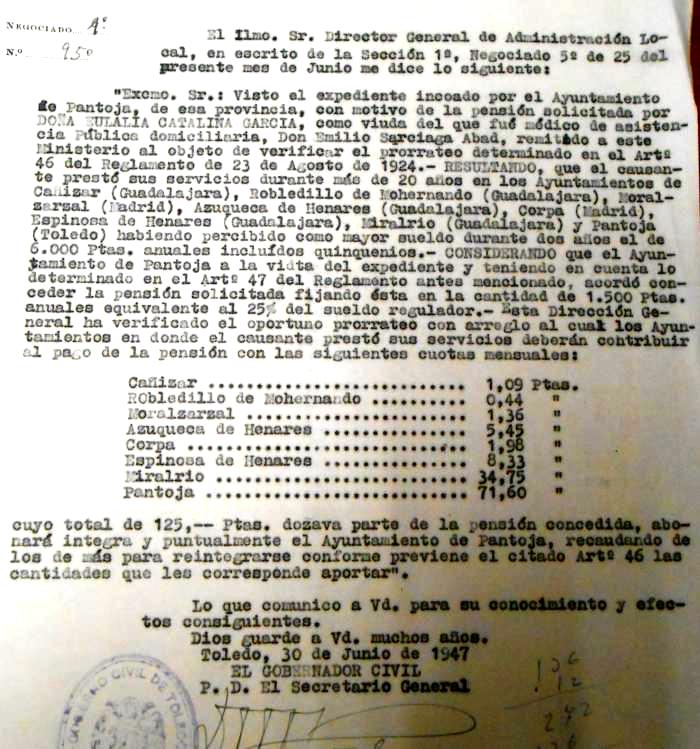 NEGOCIADO 4º
N.º 950
El Ilmo. Sr. Director General de Administración Lo-
cal, en escrito de la Sección 1ª, Negociado 5º de 25 del
presente mes de Junio me dice lo siguiente:
"Excmo. Sr.: Visto el expediente incoado por el Ayuntamiento
de Pantoja, de esa provincia, con motivo de la pensión solicitada por
DOÑA EULALIA CATALINA GARCIA, como viuda del que fué médico de asisten-
cia Pública domiciliaria, Don Emilio Sarciaga Abad, remitido a este
Ministerio al objeto de verificar el prorrateo determinado en el Artº
46 del Reglamento de 23 de Agosto de 1924.- RESULTANDO, que el causan-
te prestó sus servicios durante más de 20 años en los Ayuntamientos de
Cañizar (Guadalajara), Robledillo de Mohernando (Guadalajara), Moral-
zarzal (Madrid), Azuqueca de Henares (Guadalajara), Corpa (Madrid),
Espinosa de Henares (Guadalajara), Miralrio (Guadalajara) y Pantoja
(Toledo) habiendo percibido como mayor sueldo durante dos años el de
6.000 Ptas. anuales incluídos quinquenios.- CONSIDERANDO que el Ayun-
tamiento de Pantoja a la vidta del expediente y teniendo en cuenta lo
determinado en el Artº 47 del Reglamento antes mencionado, acordó con-
ceder la pensión solicitada fijando ésta en la cantidad de 1.500 Ptas.
anuales equivalente al 25% del sueldo regulador.- Esta Dirección Ge-
neral ha verificado el oportuno prorrateo con arreglo al cual los Ayun-
tamientos en donde el causante prestó sus servicios deberán contribuir
al pago de la pensión con las siguientes cuotas mensuales:
Cañizar .......................... 1,09 Ptas.
RObledillo de Mohernando ......... 0,44 "
Moralzarzal ...................... 1,36 "
Azuqueca de Henares .............. 5,45 "
Corpa ............................ 1,98 "
Espinosa de Henares .............. 8,33 "
Miralrio ......................... 34,75 "
Pantoja .......................... 71,60 "
cuyo total de 125,-- Ptas. dozava parte de la pensión concedida, abo-
nará integra y puntualmente el Ayuntamiento de Pantoja, recaudando de
los de más para reintegrarse conforme previene el citado Artº 46 las
cantidades que les corresponde aportar".
Lo que comunico a Vd. para su conocimiento y efec-
tos consiguientes.
Dios guarde a Vd. muchos años.
Toledo, 30 de Junio de 1947
EL GOBERNADOR CIVIL
P. D. El Secretario General
GOBIERNO CIVIL DE TOLEDO
12